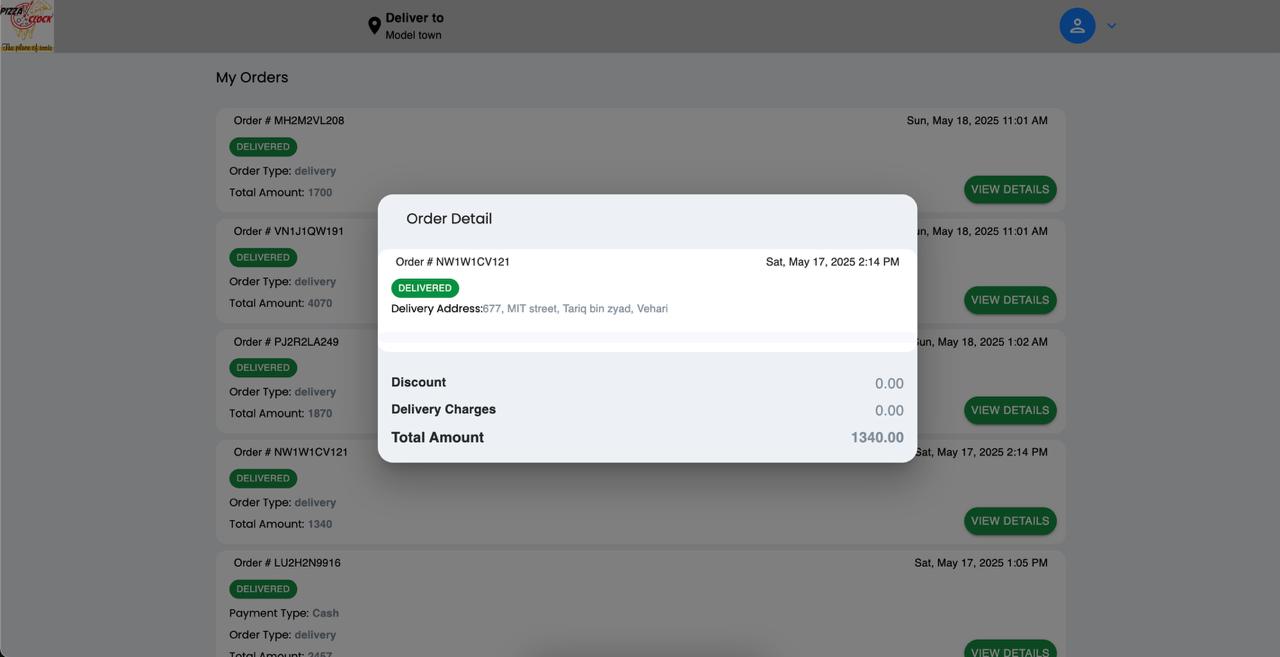 PIZZA
CLOCK
The place of taste
Deliver to
Model town
My Orders
Order # MH2M2VL208
Sun, May 18, 2025 11:01 AM
DELIVERED
Order Type: delivery
Total Amount: 1700
VIEW DETAILS
Order # VN1J1QW191
un, May 18, 2025 11:01 AM
DELIVERED
Order Type: delivery
Total Amount: 4070
VIEW DETAILS
Order Detail
Order # NW1W1CV121
Sat, May 17, 2025 2:14 PM
DELIVERED
Delivery Address:677, MIT street, Tariq bin zyad, Vehari
Discount 0.00
Delivery Charges 0.00
Total Amount 1340.00
Order # PJ2R2LA249
Sun, May 18, 2025 1:02 AM
DELIVERED
Order Type: delivery
Total Amount: 1870
VIEW DETAILS
Order # NW1W1CV121
Sat, May 17, 2025 2:14 PM
DELIVERED
Order Type: delivery
Total Amount: 1340
VIEW DETAILS
Order # LU2H2N9916
Sat, May 17, 2025 1:05 PM
DELIVERED
Payment Type: Cash
Order Type: delivery
Total Amount: 2457
VIEW DETAILS